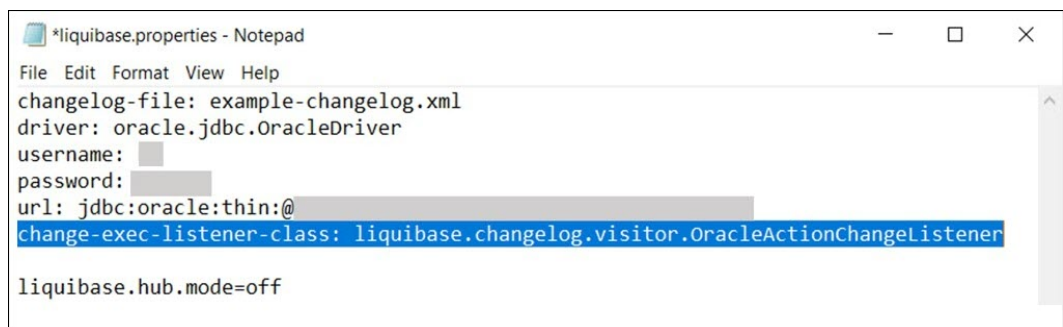 *liquibase.properties - Notepad
File Edit Format View Help
changelog-file: example-changelog.xml
driver: oracle.jdbc.OracleDriver
username:
password:
url: jdbc:oracle:thin:@
change-exec-listener-class: liquibase.changelog.visitor.OracleActionChangeListener
liquibase.hub.mode=off